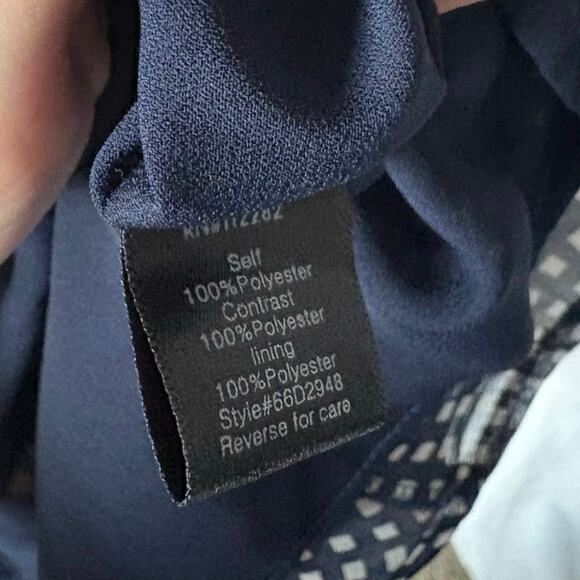 Self
100%Polyester
Contrast
100%Polyester
lining
100%Polyester
Style#66D2948
Reverse for care